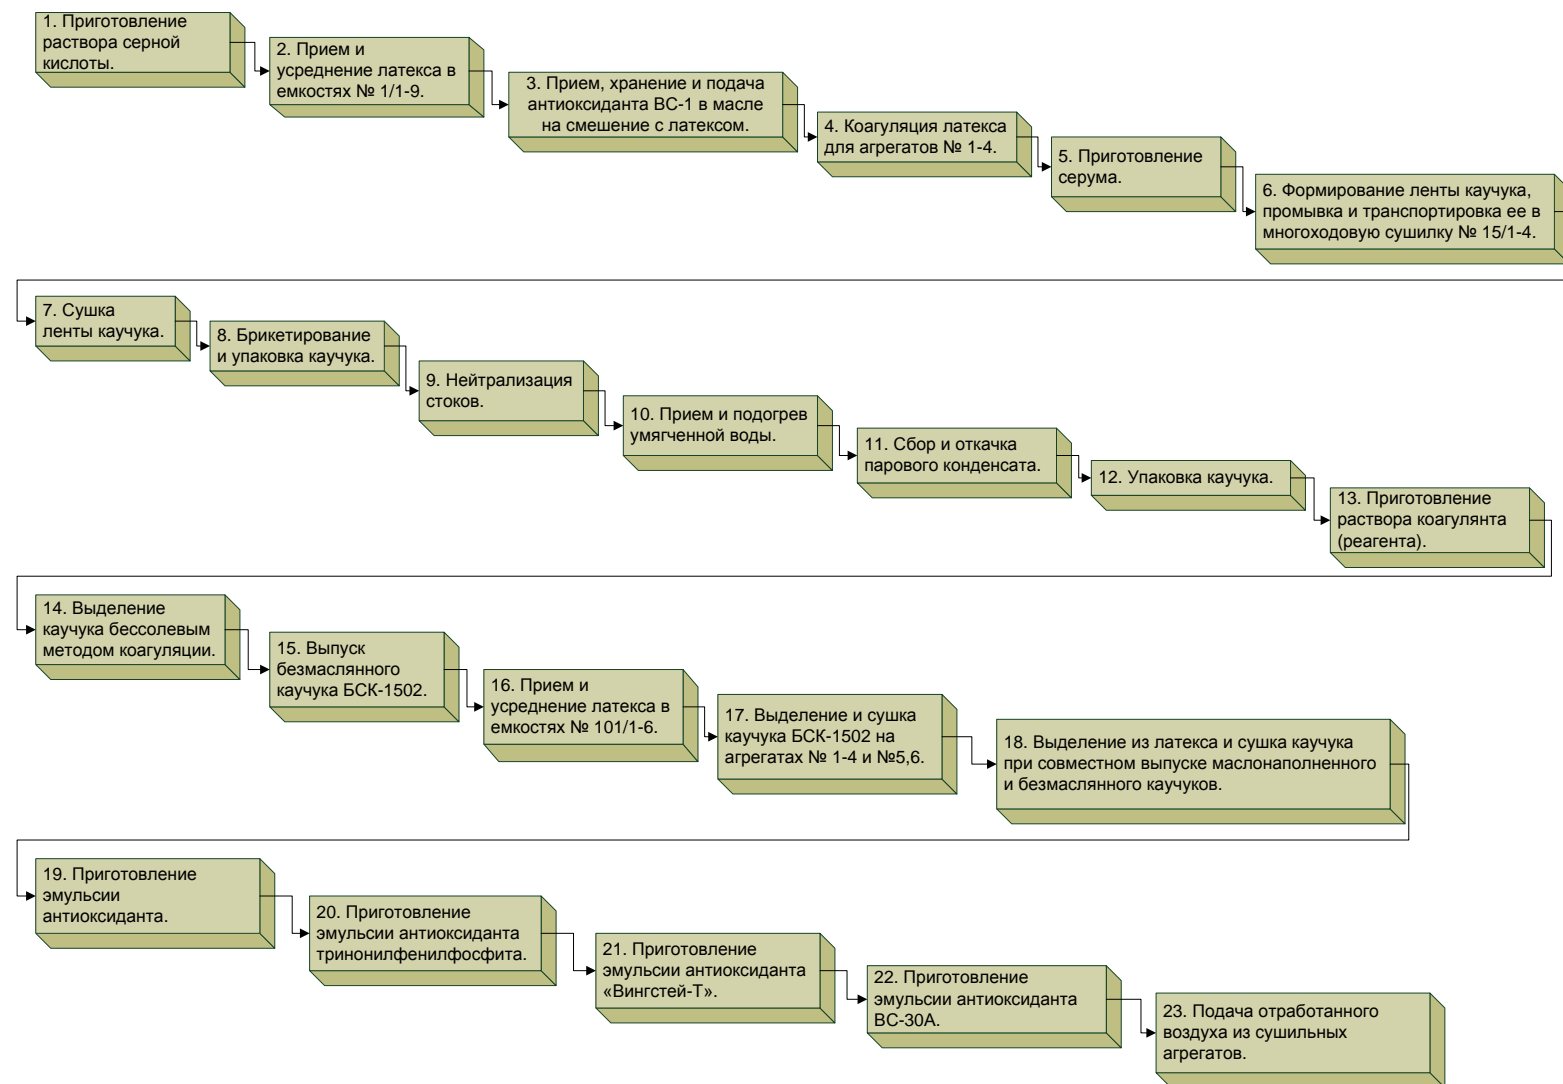 1. Приготовление
раствора серной
кислоты.
2. Прием и
усреднение латекса в
емкостях № 1/1-9.
3. Прием, хранение и подача
антиоксиданта ВС-1 в масле
на смешение с латексом.
4. Коагуляция латекса
для агрегатов № 1-4.
5. Приготовление
серума.
6. Формирование ленты каучука,
промывка и транспортировка ее в
многоходовую сушилку № 15/1-4.
7. Сушка
ленты каучука.
8. Брикетирование
и упаковка каучука.
9. Нейтрализация
стоков.
10. Прием и подогрев
умягченной воды.
11. Сбор и откачка
парового конденсата.
12. Упаковка каучука.
13. Приготовление
раствора коагулянта
(реагента).
14. Выделение
каучука бессолевым
методом коагуляции.
15. Выпуск
безмаслянного
каучука БСК-1502.
16. Прием и
усреднение латекса в
емкостях № 101/1-6.
17. Выделение и сушка
каучука БСК-1502 на
агрегатах № 1-4 и №5,6.
18. Выделение из латекса и сушка каучука
при совместном выпуске маслонаполненного
и безмаслянного каучуков.
19. Приготовление
эмульсии
антиоксиданта.
20. Приготовление
эмульсии антиоксиданта
тринонилфенилфосфита.
21. Приготовление
эмульсии антиоксиданта
«Вингстей-Т».
22. Приготовление
эмульсии антиоксиданта
ВС-30А.
23. Подача отработанного
воздуха из сушильных
агрегатов.